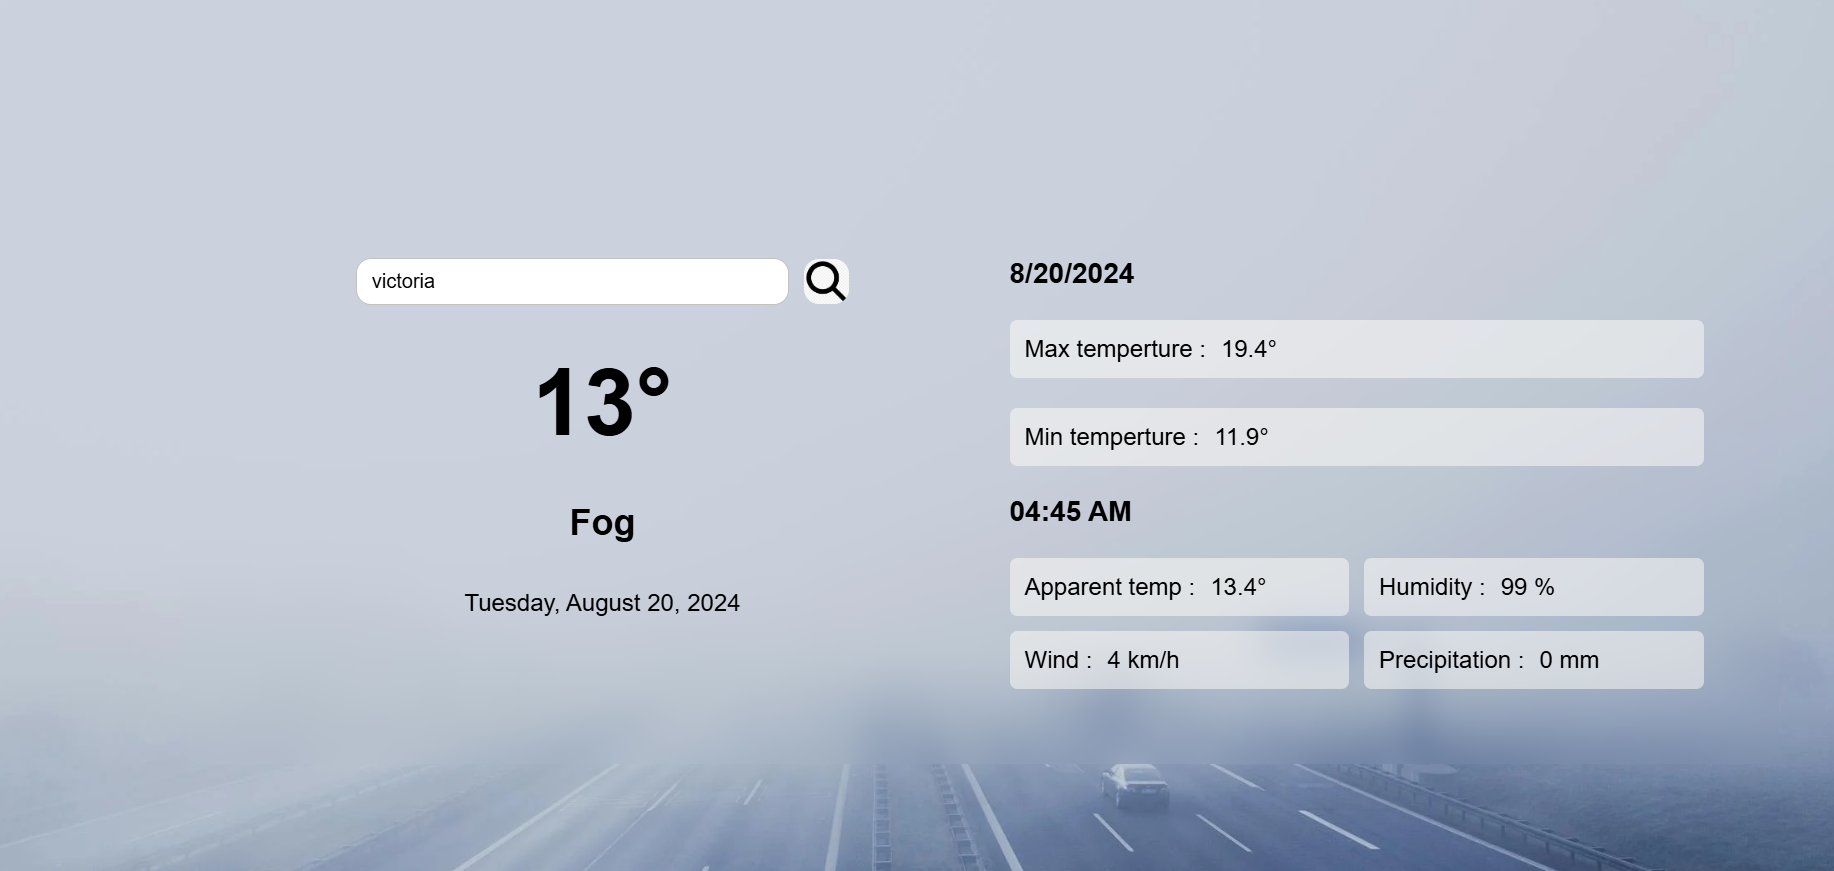 victoria
13°
Fog
Tuesday, August 20, 2024
8/20/2024
Max temperture : 19.4°
Min temperture : 11.9°
04:45 AM
Apparent temp : 13.4°
Humidity : 99 %
Wind : 4 km/h
Precipitation : 0 mm